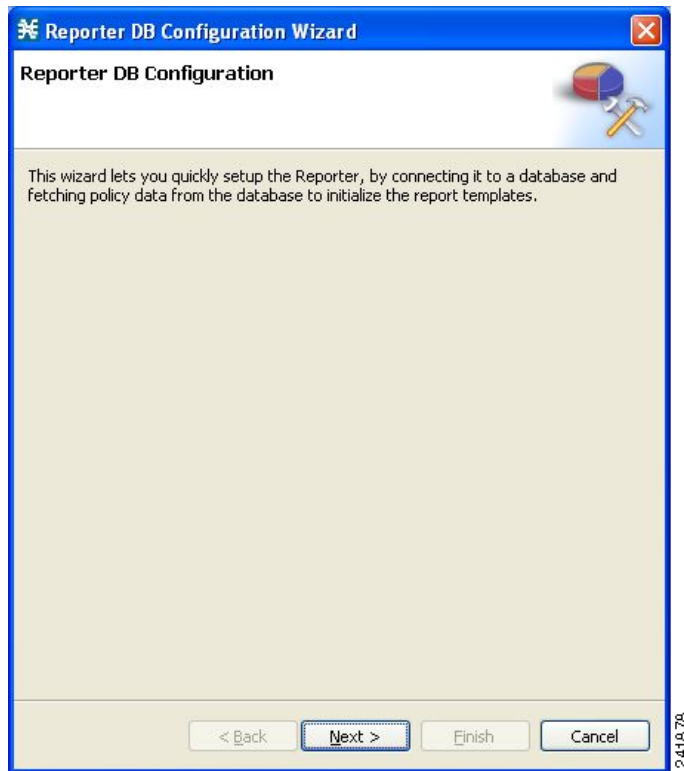 Reporter DB Configuration Wizard
Reporter DB Configuration
This wizard lets you quickly setup the Reporter, by connecting it to a database and
fetching policy data from the database to initialize the report templates.
< Back
Next >
Finish
Cancel
241878